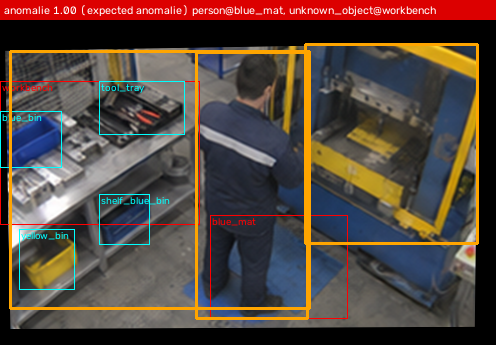 anomalie 1.00 (expected anomalie) person@blue_mat, unknown_object@workbench
workbench
tool_tray
blue_bin
shelf_blue_bin
blue_mat
yellow_bin